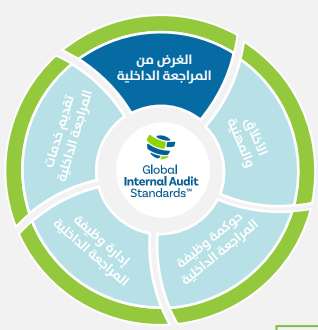 الغرض من
المراجعة الداخلية
الأخلاق
والمهنية
حوكمة وظيفة
المراجعة الداخلية
إدارة وظيفة
المراجعة الداخلية
تقديم خدمات
المراجعة الداخلية
Global
Internal Audit
Standards™